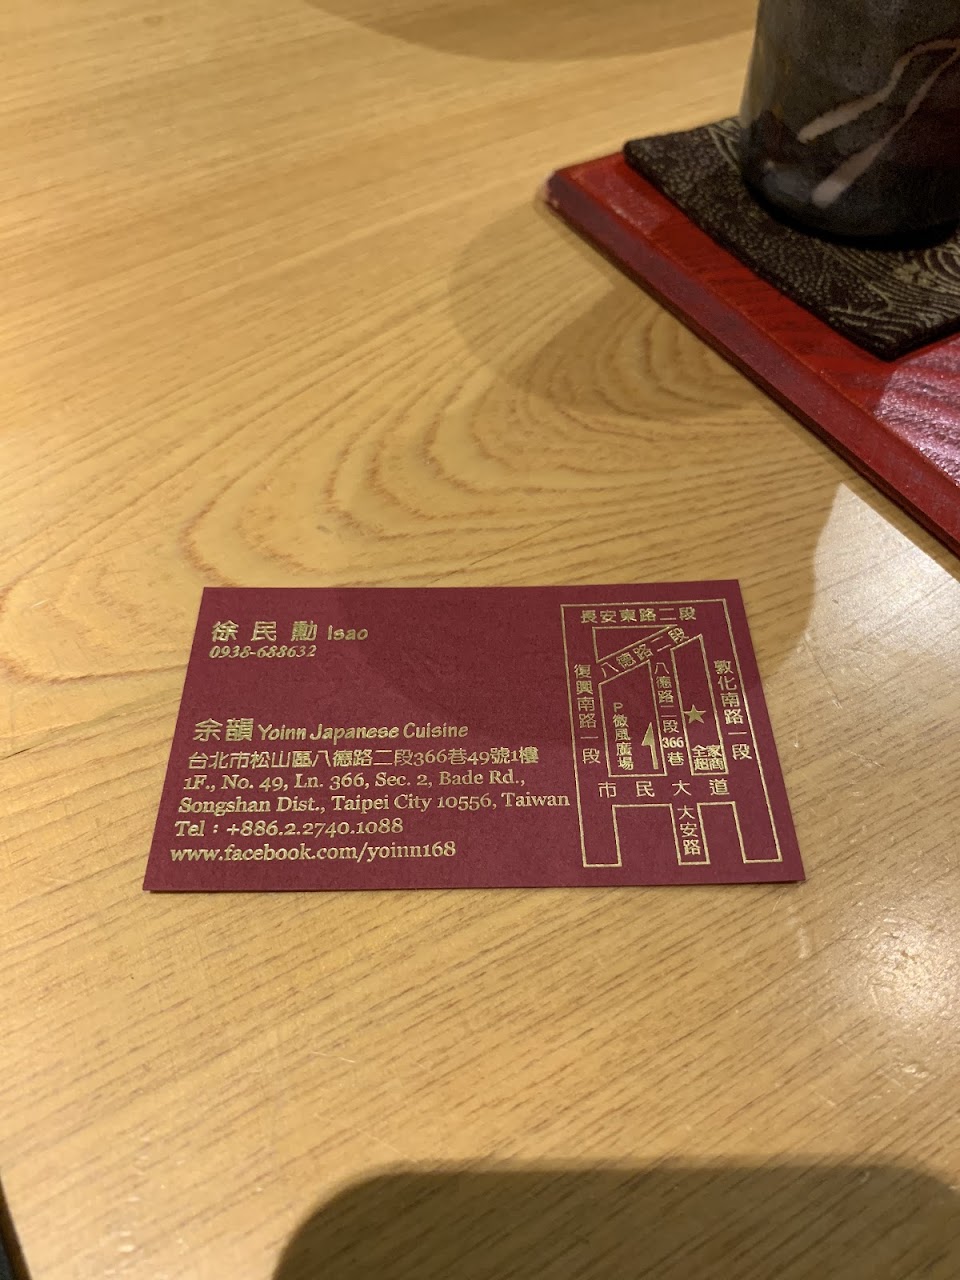 徐民勳 Isao
0938-688632
余韻 Yoinn Japanese Cuisine
台北市松山區八德路二段366巷49號1樓
1F., No. 49, Ln. 366, Sec. 2, Bade Rd.,
Songshan Dist., Taipei City 10556, Taiwan
Tel：+886.2.2740.1088
www.facebook.com/yoinn168
長安東路二段
八德路二段
復興南路一段
P微風廣場
八德路二段366巷
敦化南路一段
全家
超商
市民大道
大安路